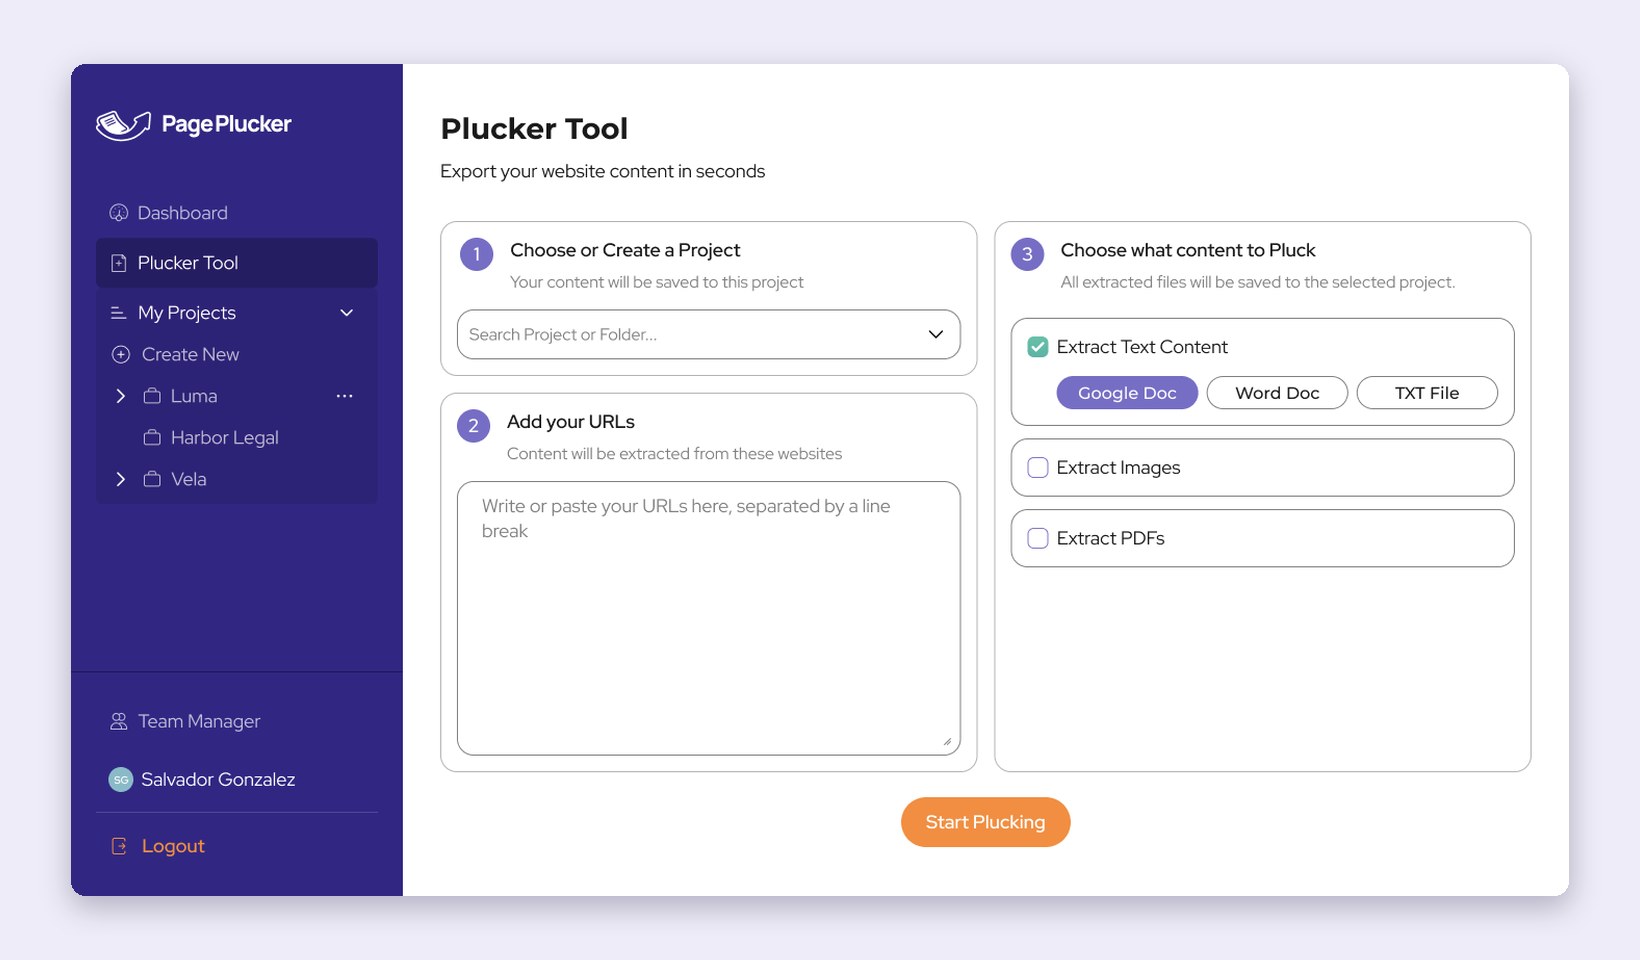 PagePlucker
Dashboard
Plucker Tool
My Projects
Create New
Luma
Harbor Legal
Vela
Team Manager
SG
Salvador Gonzalez
Logout
Plucker Tool
Export your website content in seconds
1
Choose or Create a Project
Your content will be saved to this project
Search Project or Folder...
2
Add your URLs
Content will be extracted from these websites
Write or paste your URLs here, separated by a line
break
3
Choose what content to Pluck
All extracted files will be saved to the selected project.
Extract Text Content
Google Doc
Word Doc
TXT File
Extract Images
Extract PDFs
Start Plucking